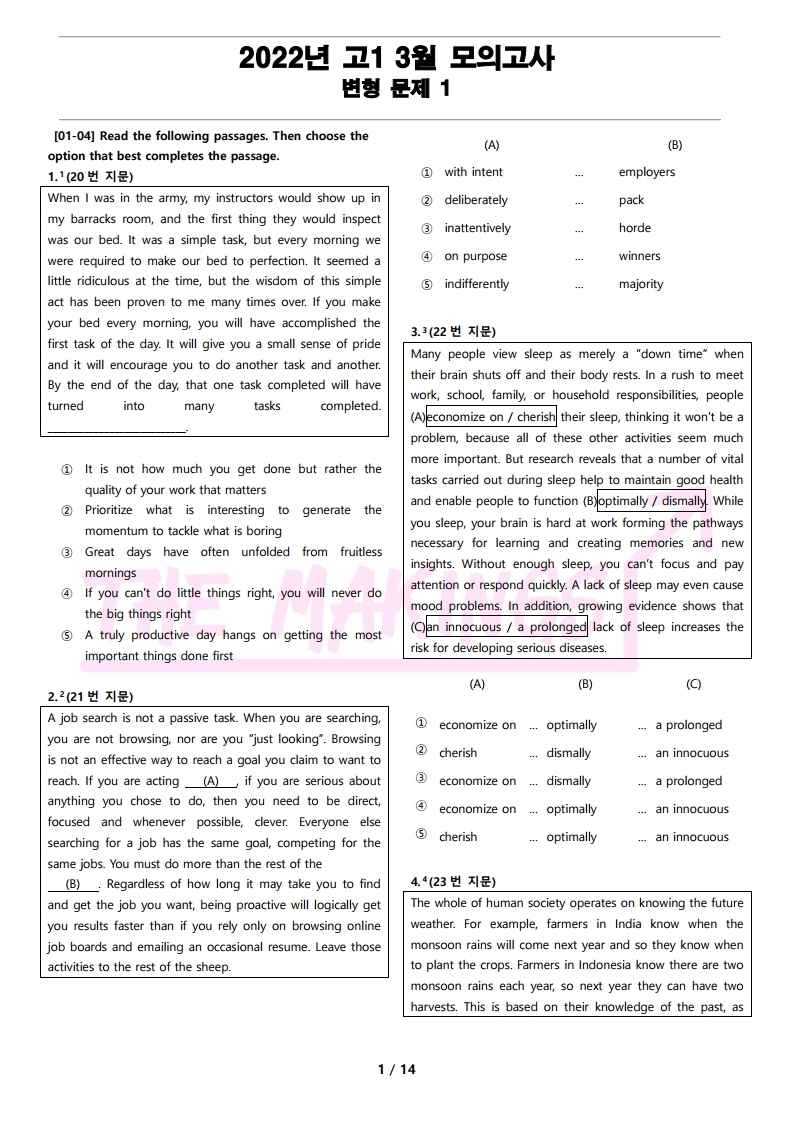 2022년 고1 3월 모의고사
변형 문제 1
[01-04] Read the following passages. Then choose the
option that best completes the passage.
1.1(20번 지문)
When I was in the army, my instructors would show up in
my barracks room, and the first thing they would inspect
was our bed. It was a simple task, but every morning we
were required to make our bed to perfection. It seemed a
little ridiculous at the time, but the wisdom of this simple
act has been proven to me many times over. If you make
your bed every morning, you will have accomplished the
first task of the day. It will give you a small sense of pride
and it will encourage you to do another task and another.
By the end of the day, that one task completed will have
turned into many tasks completed.
___________________________.
① It is not how much you get done but rather the
quality of your work that matters
② Prioritize what is interesting to generate the
momentum to tackle what is boring
③ Great days have often unfolded from fruitless
mornings
④ If you can't do little things right, you will never do
the big things right
⑤ A truly productive day hangs on getting the most
important things done first
2.2(21번 지문)
A job search is not a passive task. When you are searching,
you are not browsing, nor are you "just looking". Browsing
is not an effective way to reach a goal you claim to want to
reach. If you are acting ___(A)___, if you are serious about
anything you chose to do, then you need to be direct,
focused and whenever possible, clever. Everyone else
searching for a job has the same goal, competing for the
same jobs. You must do more than the rest of the
___(B)___. Regardless of how long it may take you to find
and get the job you want, being proactive will logically get
you results faster than if you rely only on browsing online
job boards and emailing an occasional resume. Leave those
activities to the rest of the sheep.
(A) (B)
① with intent ... employers
② deliberately ... pack
③ inattentively ... horde
④ on purpose ... winners
⑤ indifferently ... majority
3.3(22번 지문)
Many people view sleep as merely a "down time" when
their brain shuts off and their body rests. In a rush to meet
work, school, family, or household responsibilities, people
(A)economize on / cherish their sleep, thinking it won't be a
problem, because all of these other activities seem much
more important. But research reveals that a number of vital
tasks carried out during sleep help to maintain good health
and enable people to function (B)optimally / dismally. While
you sleep, your brain is hard at work forming the pathways
necessary for learning and creating memories and new
insights. Without enough sleep, you can't focus and pay
attention or respond quickly. A lack of sleep may even cause
mood problems. In addition, growing evidence shows that
(C)an innocuous / a prolonged lack of sleep increases the
risk for developing serious diseases.
(A) (B) (C)
① economize on ... optimally ... a prolonged
② cherish ... dismally ... an innocuous
③ economize on ... dismally ... a prolonged
④ economize on ... optimally ... an innocuous
⑤ cherish ... optimally ... an innocuous
4.4(23번 지문)
The whole of human society operates on knowing the future
weather. For example, farmers in India know when the
monsoon rains will come next year and so they know when
to plant the crops. Farmers in Indonesia know there are two
monsoon rains each year, so next year they can have two
harvests. This is based on their knowledge of the past, as
THE MAKINGS
1 / 14